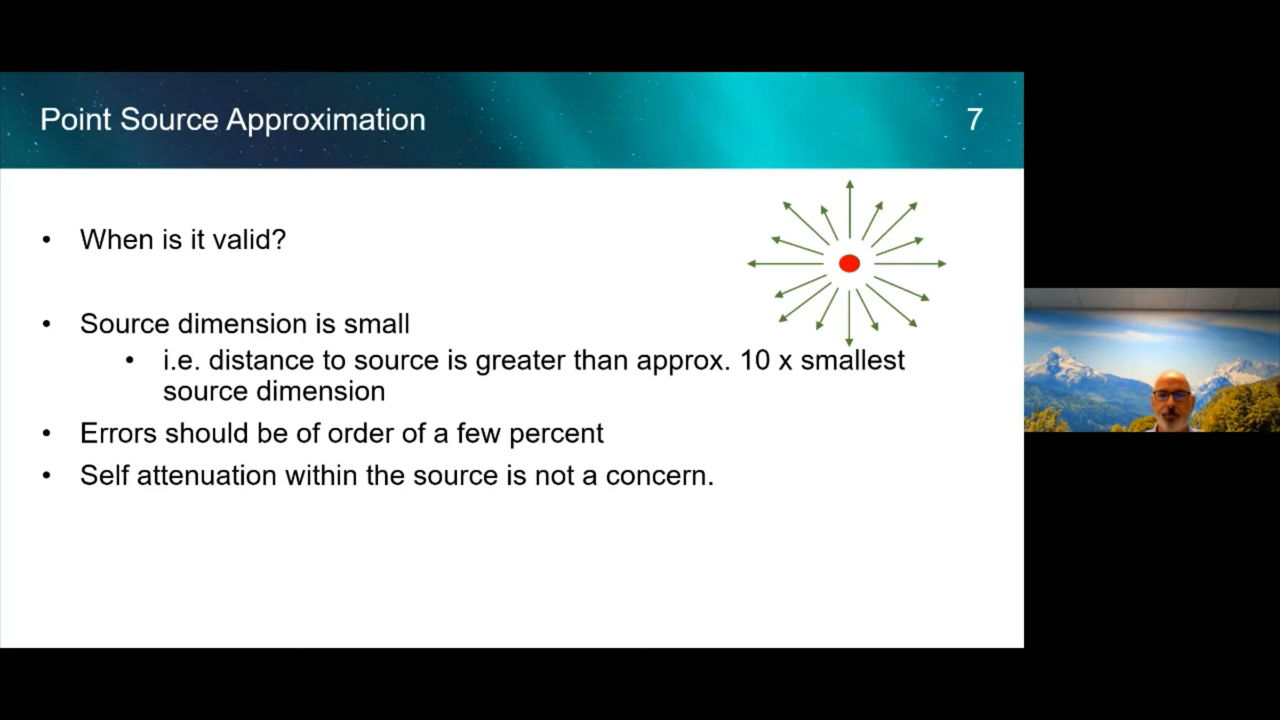 Point Source Approximation
7
• When is it valid?
• Source dimension is small
• i.e. distance to source is greater than approx. 10 x smallest
source dimension
• Errors should be of order of a few percent
• Self attenuation within the source is not a concern.